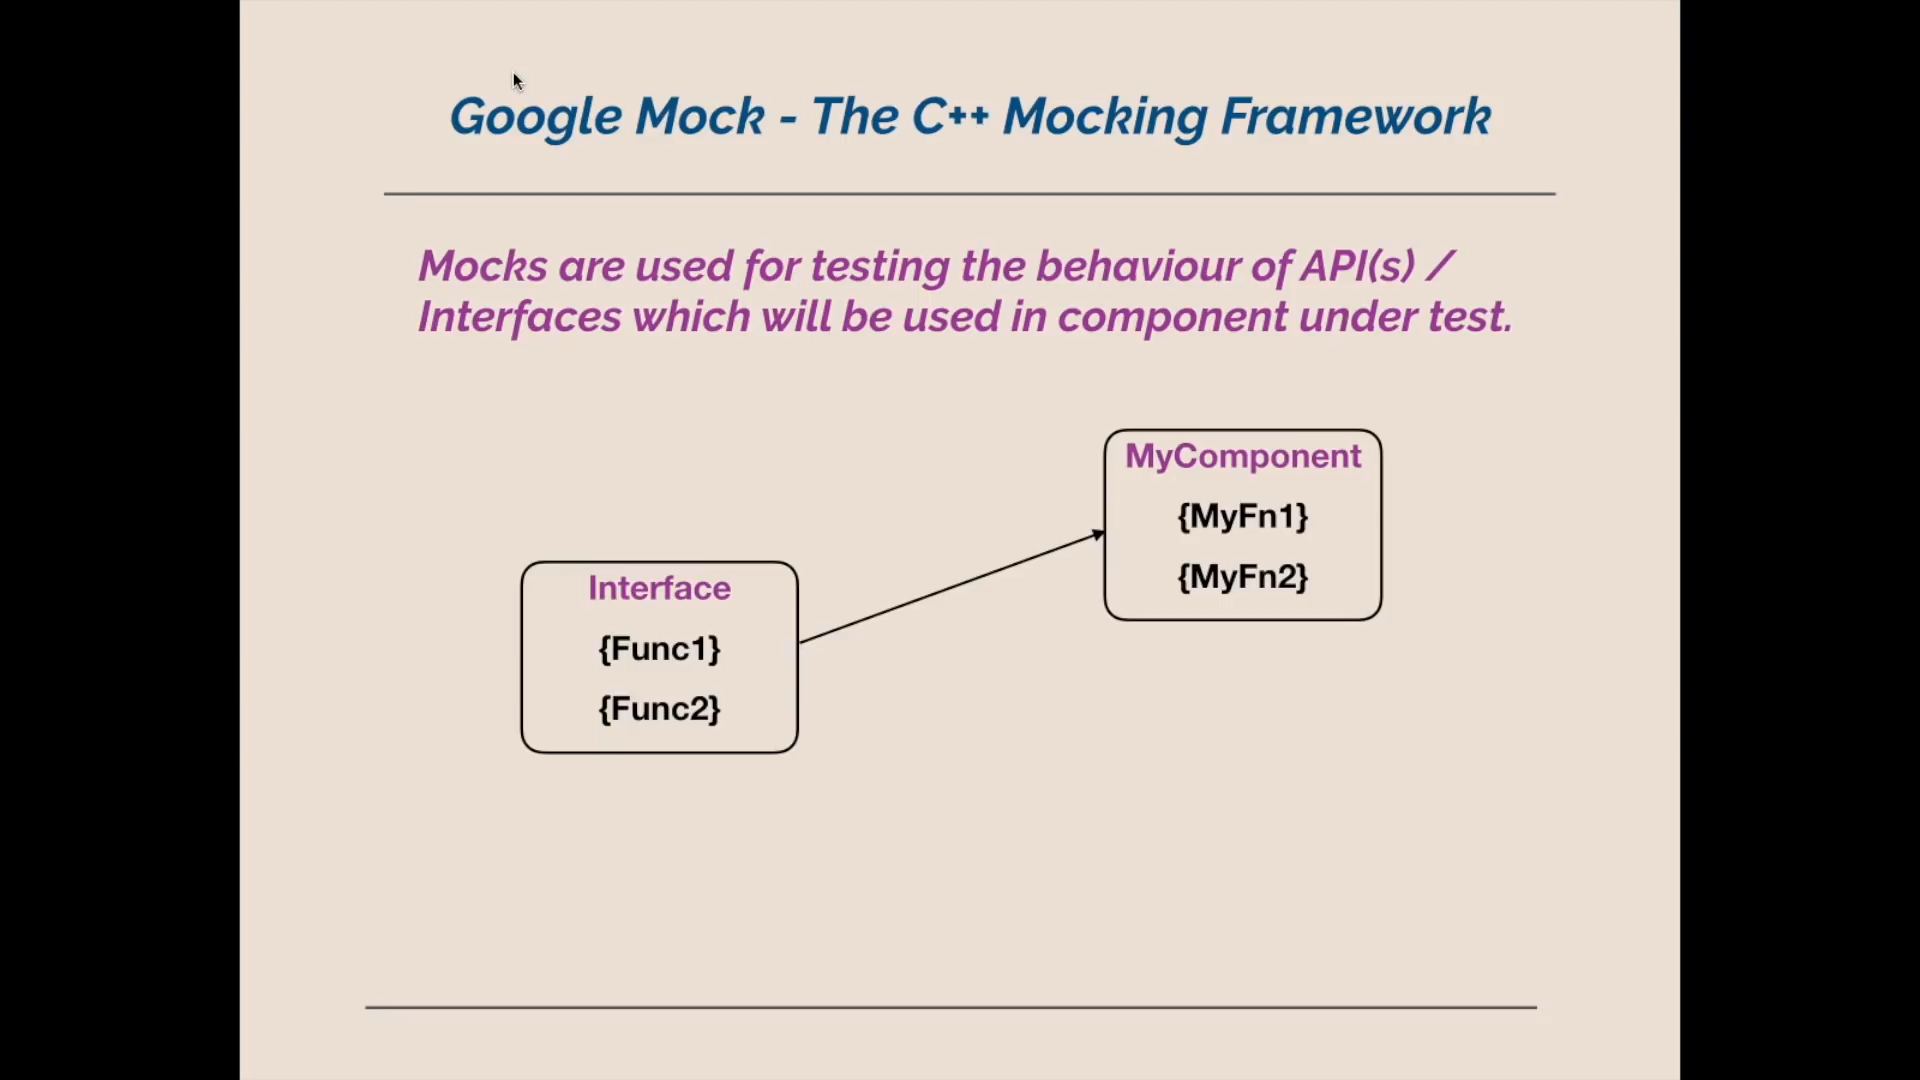 Google Mock - The C++ Mocking Framework
Mocks are used for testing the behaviour of API(s) /
Interfaces which will be used in component under test.
MyComponent
{MyFn1}
{MyFn2}
Interface
{Func1}
{Func2}